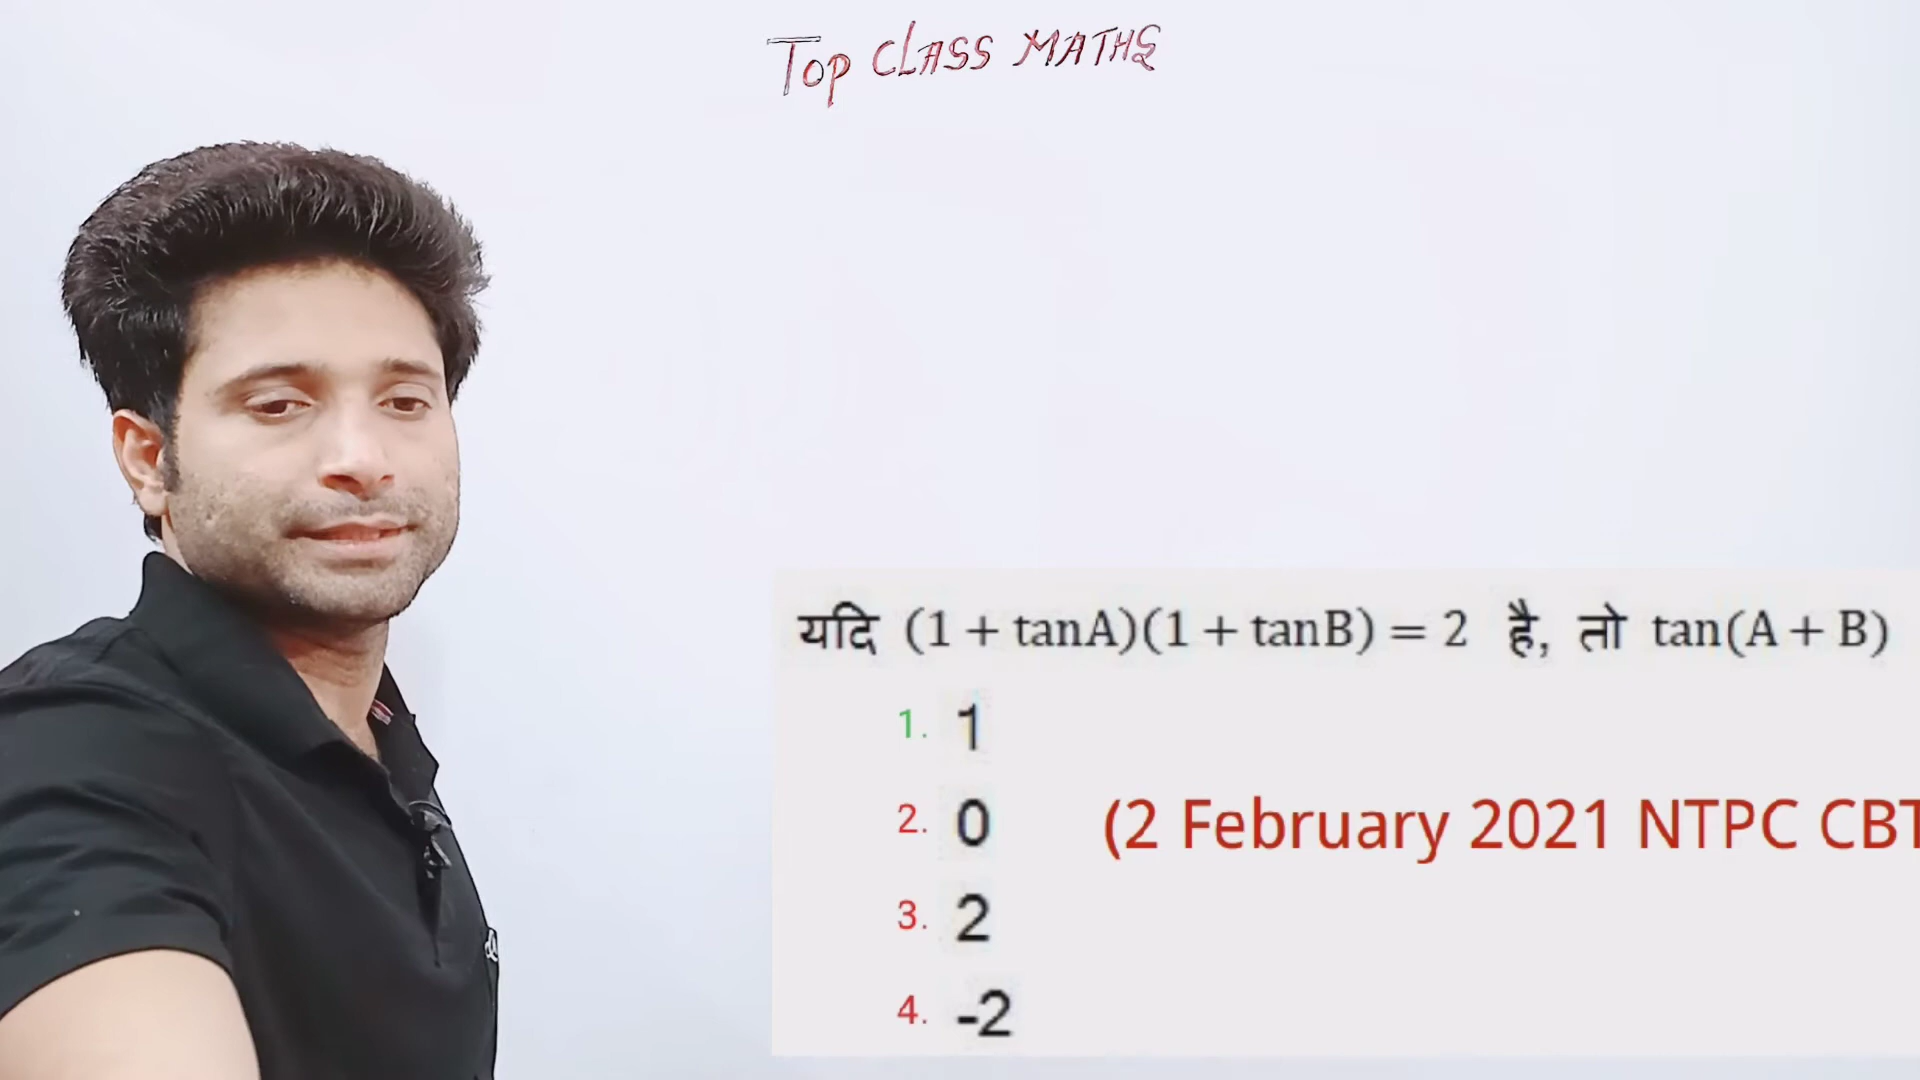 Top CLASS MATHS
यदि (1 + tanA)(1 + tanB) = 2 है, तो tan(A + B)
1. 1
2. 0
(2 February 2021 NTPC CBT
3. 2
4. -2